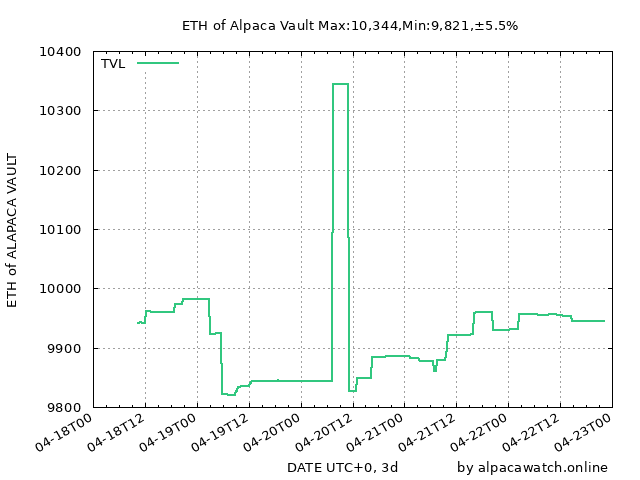 ETH of Alpaca Vault Max:10,344,Min:9,821,±5.5%
TVL
ETH of ALAPACA VAULT
10400
10300
10200
10100
10000
9900
9800
04-18T00
04-18T12
04-19T00
04-19T12
04-20T00
04-20T12
04-21T00
04-21T12
04-22T00
04-22T12
04-23T00
DATE UTC+0, 3d
by alpacawatch.online